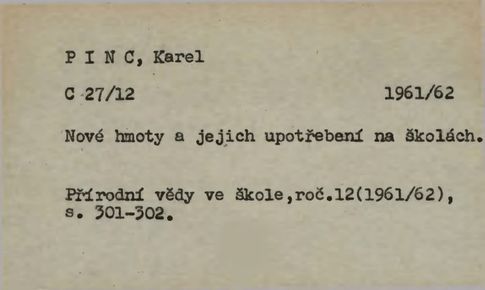 P I N C, Karel
C 27/12 1961/62
Nové hmoty a jejich upotřebení na školách.
Přírodní vědy ve škole,roč.12(1961/62),
s. 301-302.